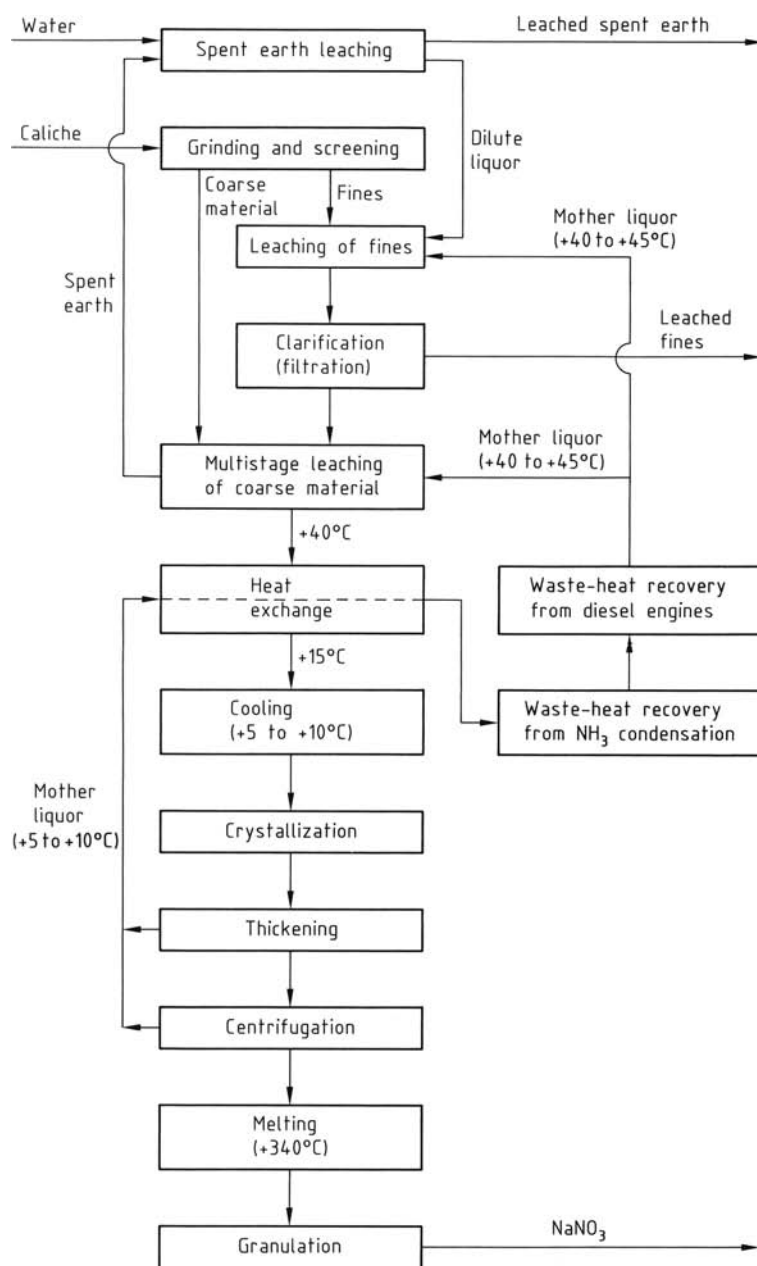 Water
Spent earth leaching
Leached spent earth
Caliche
Grinding and screening
Dilute
liquor
Coarse
material
Fines
Mother liquor
(+40 to +45°C)
Leaching of fines
Spent
earth
Clarification
(filtration)
Leached
fines
Mother liquor
(+40 to +45°C)
Multistage leaching
of coarse material
+40°C
Heat
exchange
Waste-heat recovery
from diesel engines
+15°C
Cooling
(+5 to +10°C)
Waste-heat recovery
from NH₃ condensation
Mother
liquor
(+5 to +10°C)
Crystallization
Thickening
Centrifugation
Melting
(+340°C)
Granulation
NaNO₃